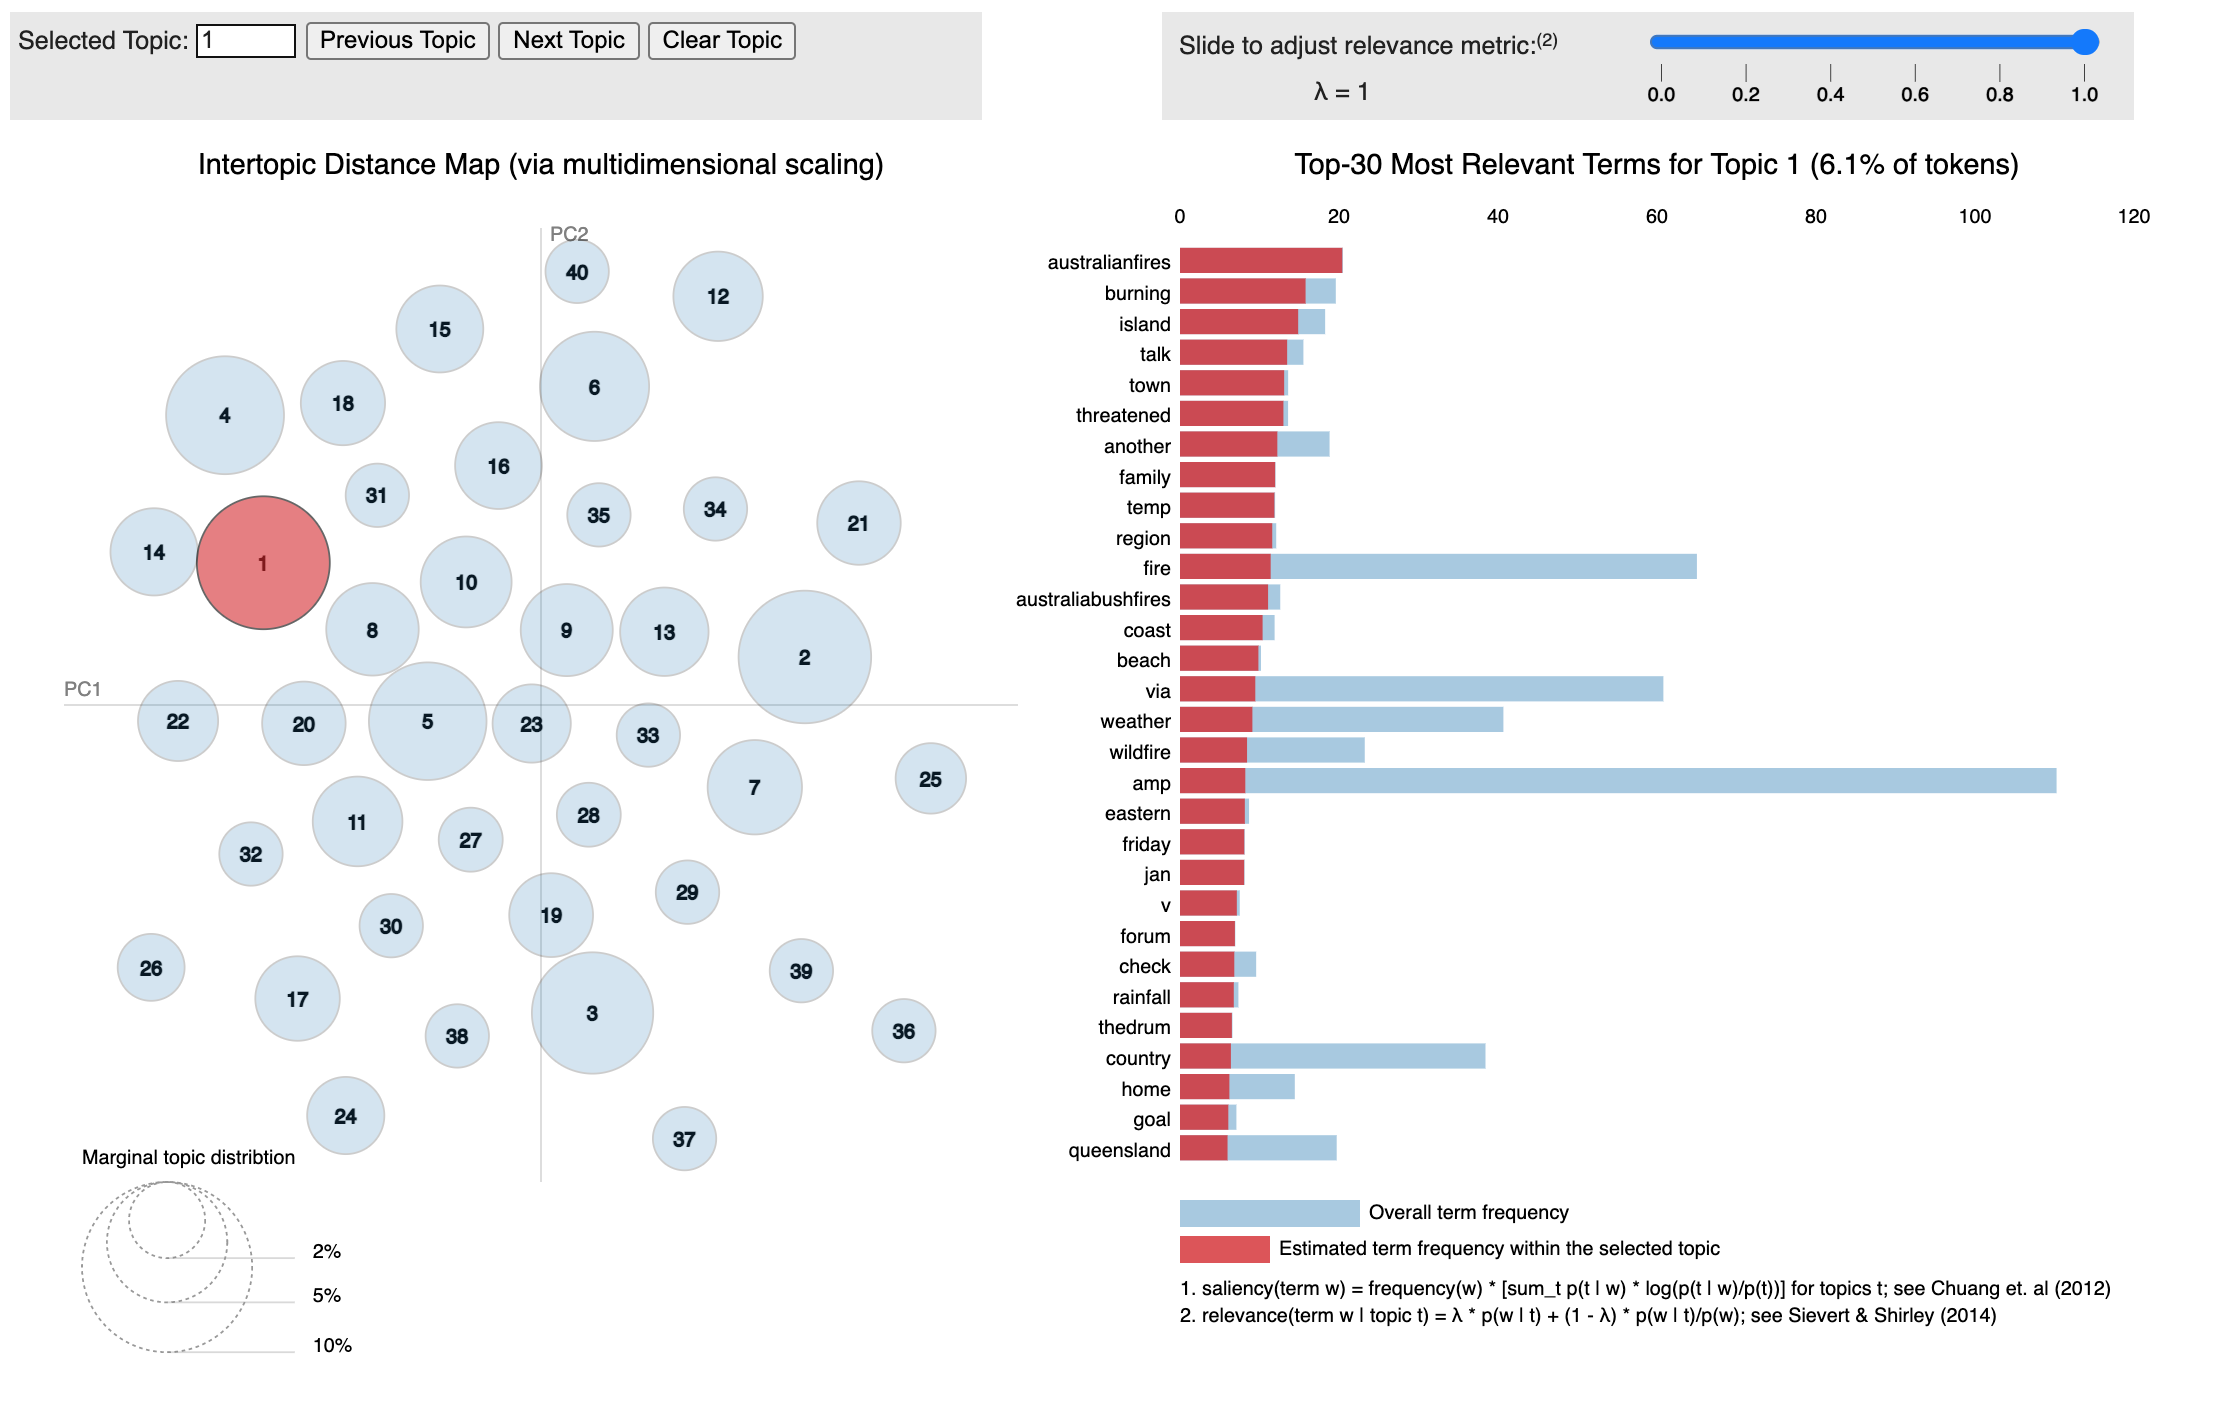 Selected Topic: 1 Previous Topic Next Topic Clear Topic
Slide to adjust relevance metric:(2)
λ = 1
0.0 0.2 0.4 0.6 0.8 1.0
Intertopic Distance Map (via multidimensional scaling)
PC2
40
12
15
6
4
18
16
31
35
34
21
14
1
10
8
9
13
2
PC1
22
20
5
23
33
7
25
11
28
27
32
29
19
30
26
39
17
3
36
38
24
37
Marginal topic distribtion
2%
5%
10%
Top-30 Most Relevant Terms for Topic 1 (6.1% of tokens)
0 20 40 60 80 100 120
australianfires
burning
island
talk
town
threatened
another
family
temp
region
fire
australiabushfires
coast
beach
via
weather
wildfire
amp
eastern
friday
jan
v
forum
check
rainfall
thedrum
country
home
goal
queensland
Overall term frequency
Estimated term frequency within the selected topic
1. saliency(term w) = frequency(w) * [sum_t p(t | w) * log(p(t | w)/p(t))] for topics t; see Chuang et. al (2012)
2. relevance(term w | topic t) = λ * p(w | t) + (1 - λ) * p(w | t)/p(w); see Sievert & Shirley (2014)